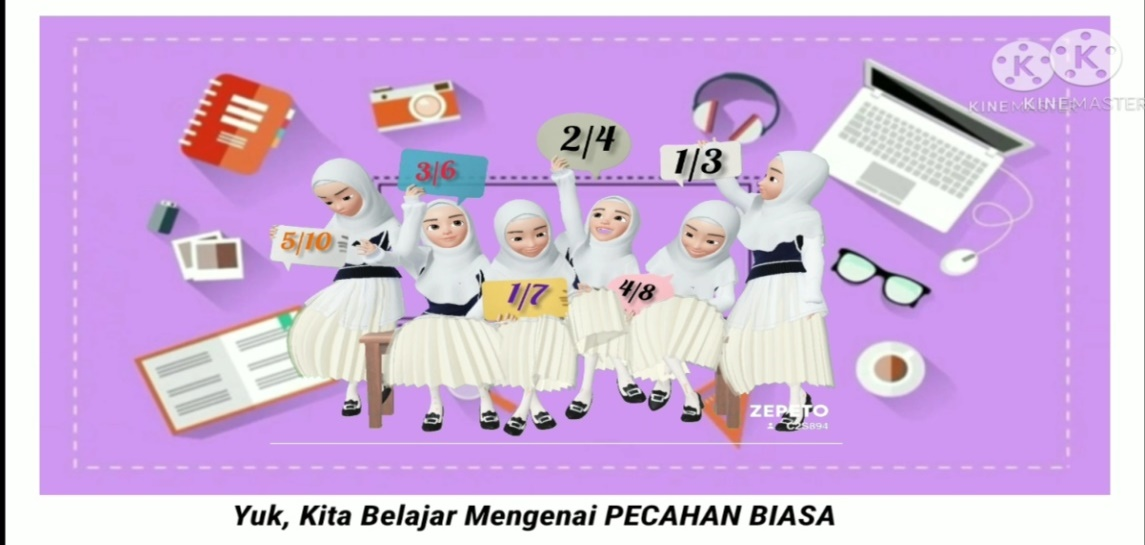 KINEMASTER
KINEMASTER
2/4
3/6
1/3
5/10
1/7
4/8
ZEPETO
Yuk, Kita Belajar Mengenai PECAHAN BIASA